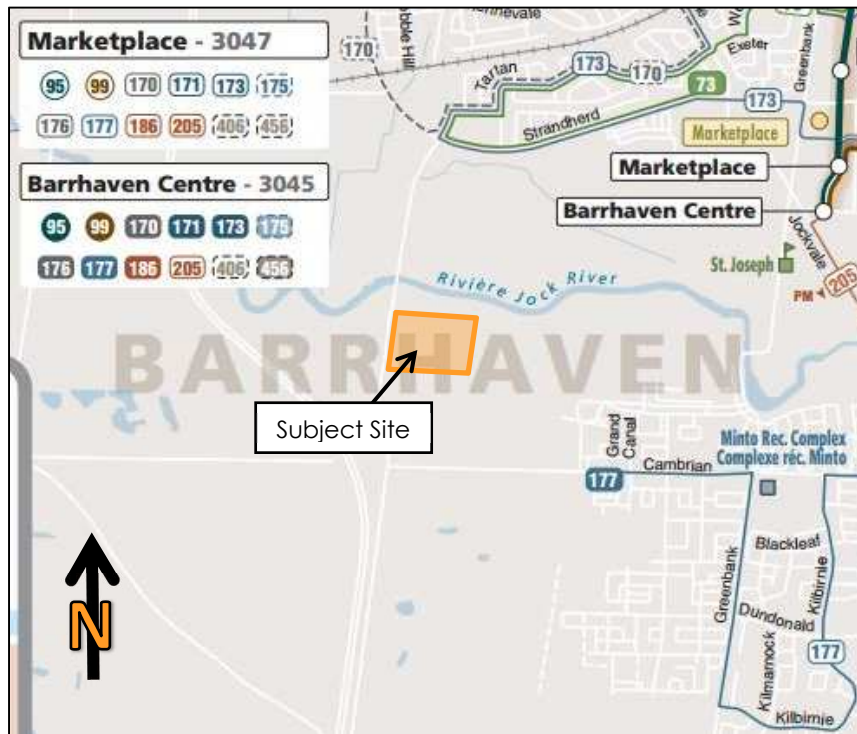 Marketplace - 3047
95 99 170 171 173 175
176 177 186 205 406 456
Barrhaven Centre - 3045
95 99 170 171 173 175
176 177 186 205 406 456
170
Tartan
173
170
Exeter
Greenbank
73
173
Strandherd
Marketplace
Marketplace
Barrhaven Centre
Jockvale
St. Joseph
205
PM
Rivière Jock River
BARRHAVEN
Subject Site
Grand
Canal
Minto Rec. Complex
Complexe réc. Minto
177
Cambrian
Greenbank
Blackleaf
Kilbirnie
Dundonald
Kilmarnock
177
Kilbirnie
N